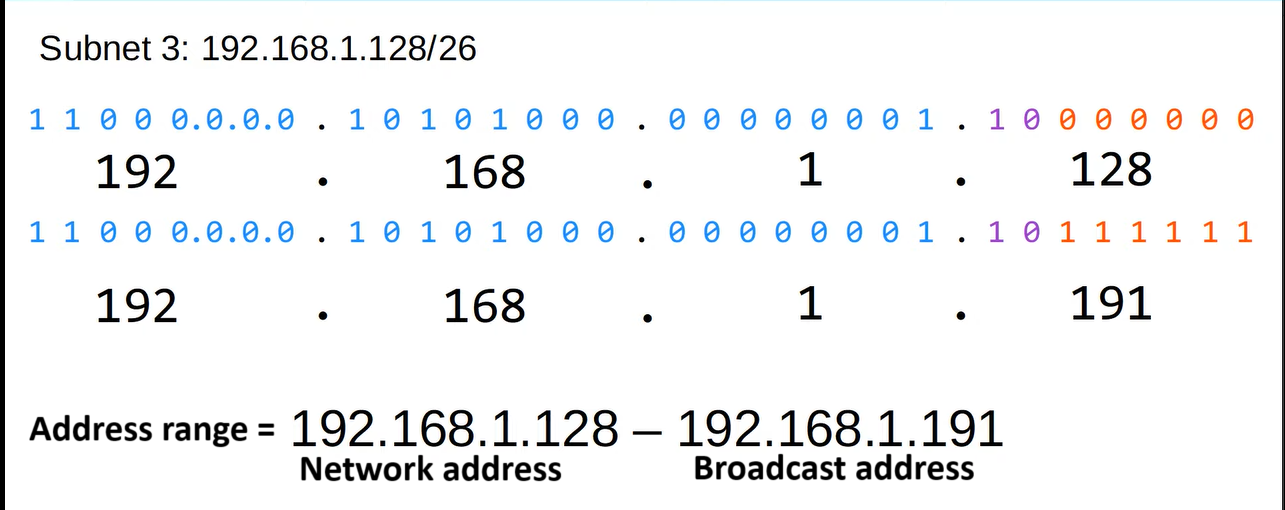 Subnet 3: 192.168.1.128/26
1 1 0 0 0.0.0.0 . 1 0 1 0 1 0 0 0 . 0 0 0 0 0 0 0 1 . 1 0 0 0 0 0 0 0
192 . 168 . 1 . 128
1 1 0 0 0.0.0.0 . 1 0 1 0 1 0 0 0 . 0 0 0 0 0 0 0 1 . 1 0 1 1 1 1 1 1
192 . 168 . 1 . 191
Address range = 192.168.1.128 – 192.168.1.191
Network address Broadcast address